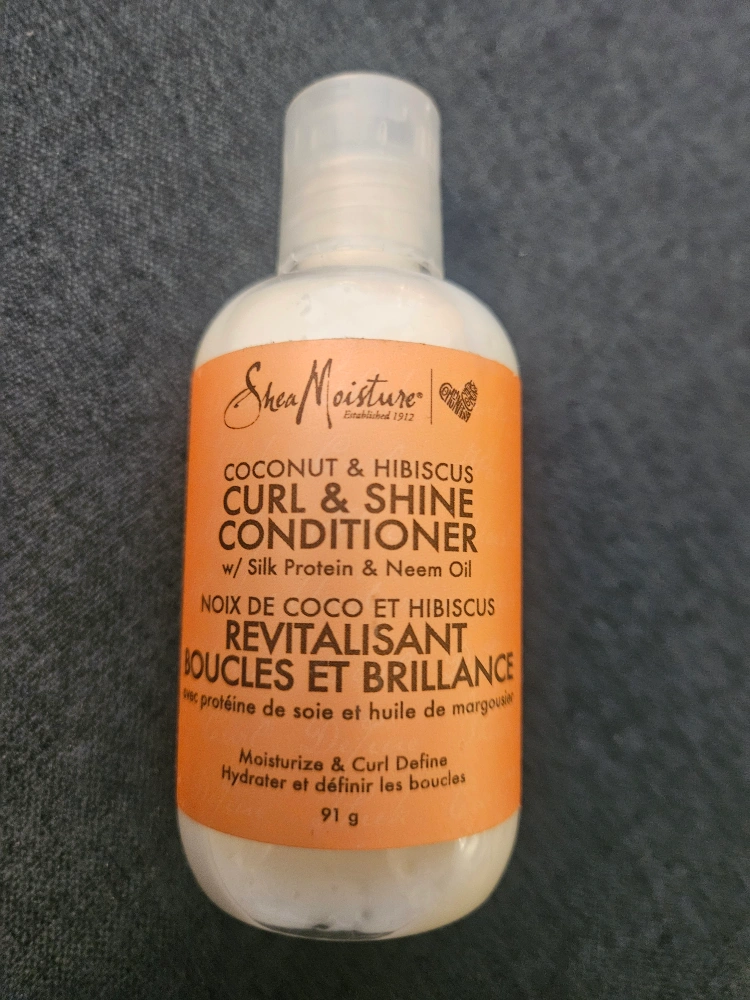 SheaMoisture®
Established 1912
COCONUT & HIBISCUS
CURL & SHINE
CONDITIONER
w/ Silk Protein & Neem Oil
NOIX DE COCO ET HIBISCUS
REVITALISANT
BOUCLES ET BRILLANCE
avec protéine de soie et huile de margousier
Moisturize & Curl Define
Hydrater et définir les boucles
91 g